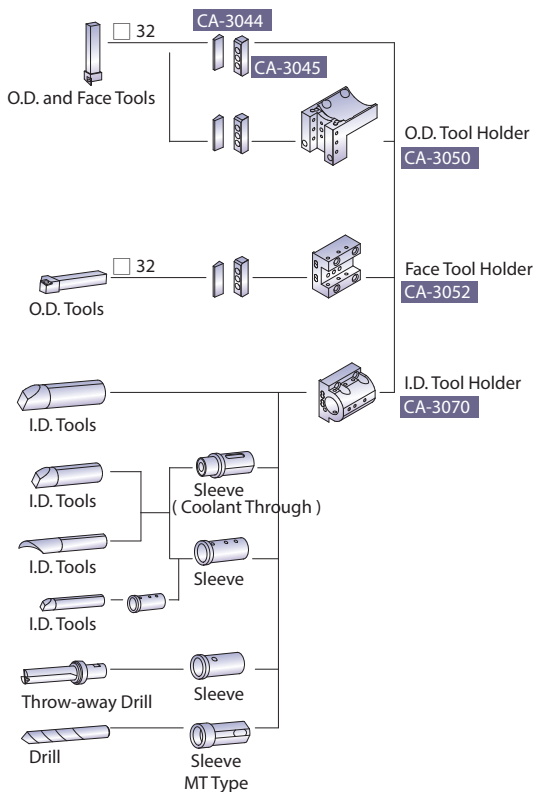 CA-3044
□ 32
CA-3045
O.D. and Face Tools
O.D. Tool Holder
CA-3050
□ 32
Face Tool Holder
CA-3052
O.D. Tools
I.D. Tool Holder
CA-3070
I.D. Tools
I.D. Tools
Sleeve
( Coolant Through )
I.D. Tools
Sleeve
I.D. Tools
Throw-away Drill
Sleeve
Drill
Sleeve
MT Type